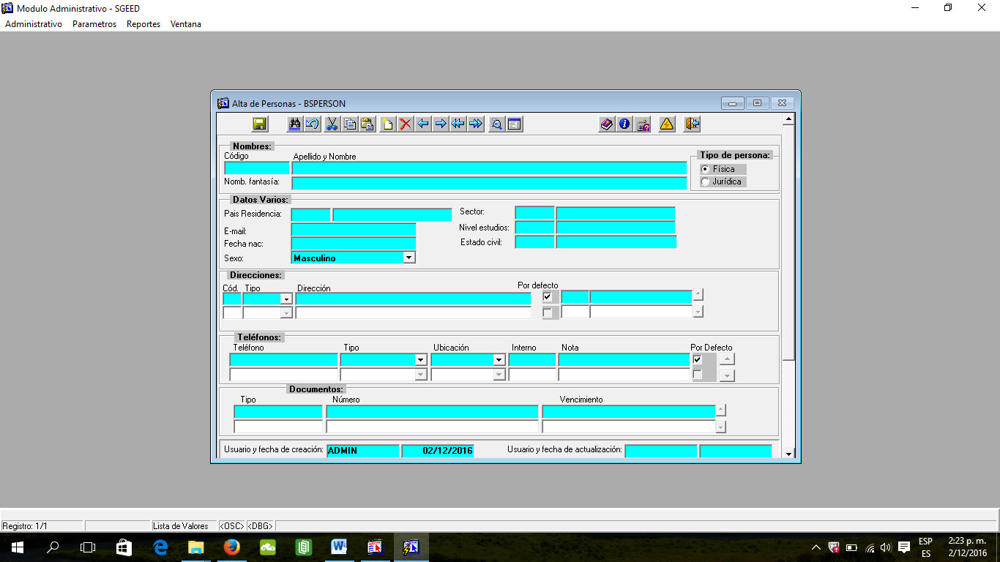 Modulo Administrativo - SGEED
Administrativo Parametros Reportes Ventana
Alta de Personas - BSPERSON
Nombres:
Código Apellido y Nombre
Tipo de persona:
Física
Nomb. fantasía:
Jurídica
Datos Varios:
Pais Residencia: Sector:
E-mail: Nivel estudios:
Fecha nac: Estado civil:
Sexo: Masculino
Direcciones:
Cód. Tipo Dirección Por defecto
Teléfonos:
Teléfono Tipo Ubicación Interno Nota Por Defecto
Documentos:
Tipo Número Vencimiento
Usuario y fecha de creación: ADMIN 02/12/2016 Usuario y fecha de actualización:
Registro: 1/1 Lista de Valores <OSC> <DBG>
ESP 2:23 p. m.
ES 2/12/2016